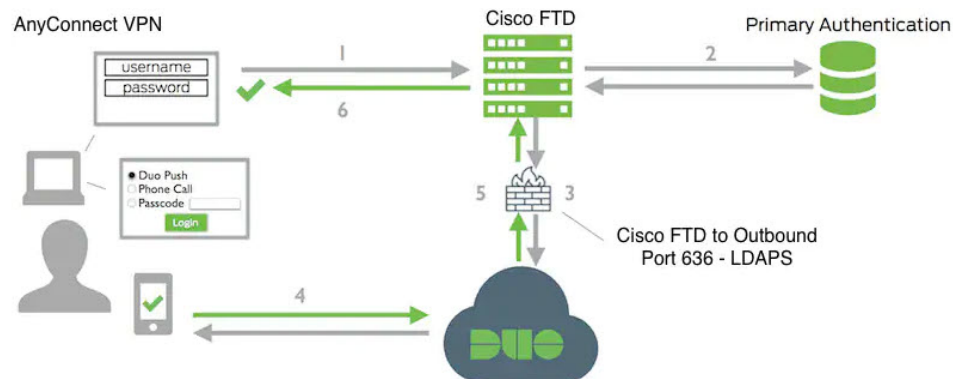 AnyConnect VPN
Cisco FTD
Primary Authentication
username
password
1
2
6
Duo Push
Phone Call
Passcode
Login
5
3
Cisco FTD to Outbound
Port 636 - LDAPS
4
DUO